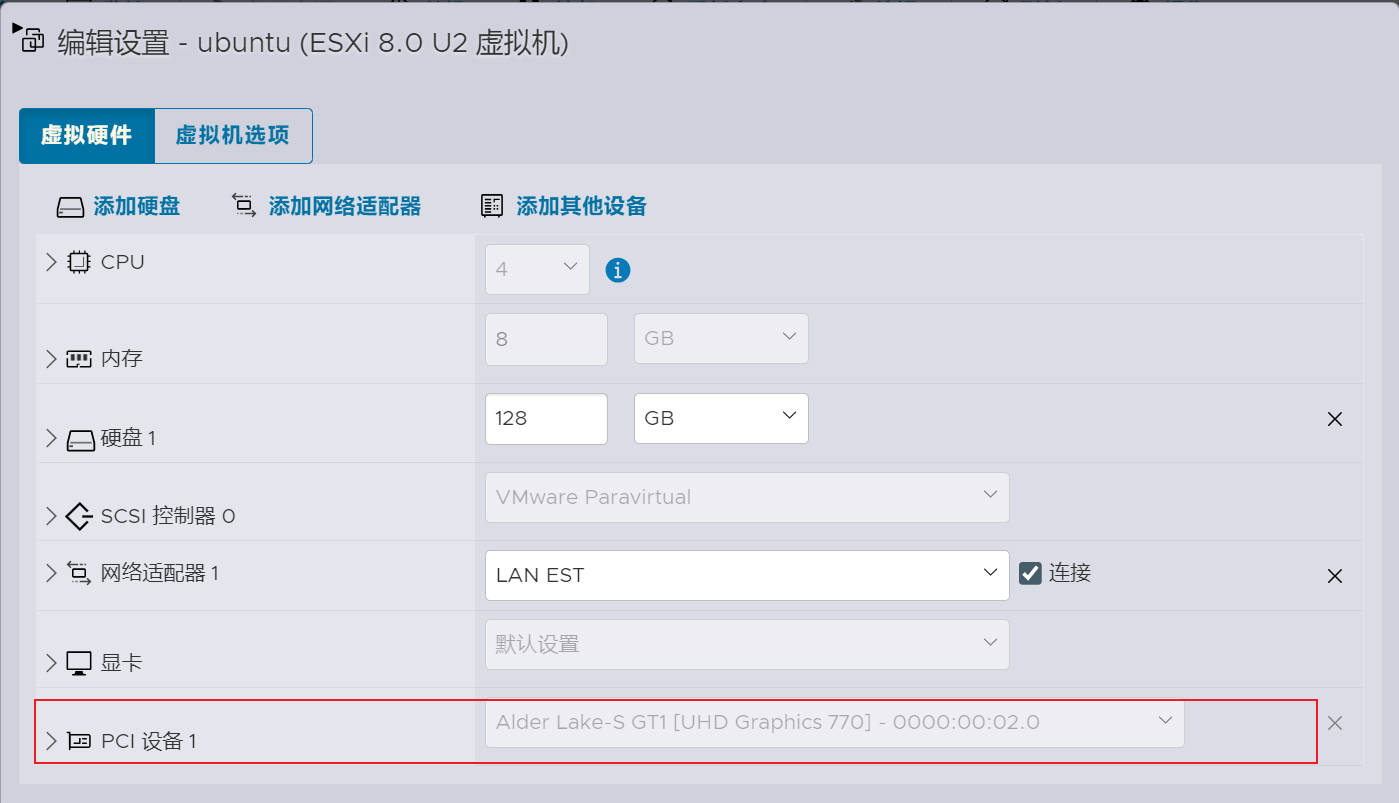 编辑设置 - ubuntu (ESXi 8.0 U2 虚拟机)
虚拟硬件 虚拟机选项
添加硬盘 添加网络适配器 添加其他设备
CPU 4
内存 8 GB
硬盘 1 128 GB
SCSI 控制器 0 VMware Paravirtual
网络适配器 1 LAN EST 连接
显卡 默认设置
PCI 设备 1 Alder Lake-S GT1 [UHD Graphics 770] - 0000:00:02.0